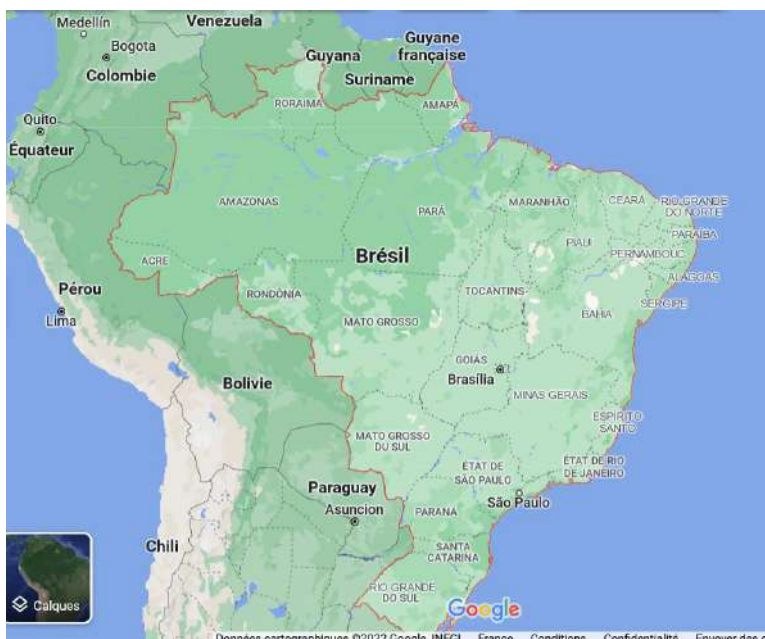 Medellín
Venezuela
Bogota
Colombie
Guyana
Guyane
française
Suriname
RORAIMA
AMAPÁ
Quito
Équateur
AMAZONAS
PARÁ
MARANHÃO
CEARÁ
RIO GRANDE
DO NORTE
PARAÏBA
PIAUÍ
PERNAMBOUC
ACRE
Brésil
ALAGOAS
SERGIPE
Pérou
Lima
RONDÔNIA
TOCANTINS
MATO GROSSO
BAHIA
GOIÁS
Brasília
Bolivie
MINAS GERAIS
ESPÍRITO
SANTO
MATO GROSSO
DU SUL
ÉTAT DE
SÃO PAULO
ÉTAT DE RIO
DE JANEIRO
Paraguay
Asuncion
São Paulo
PARANÁ
Chili
SANTA
CATARINA
RIO GRANDE
DO SUL
Calques
Google
Données cartographiques ©2022 Google, INEGI France Conditions Confidentialité